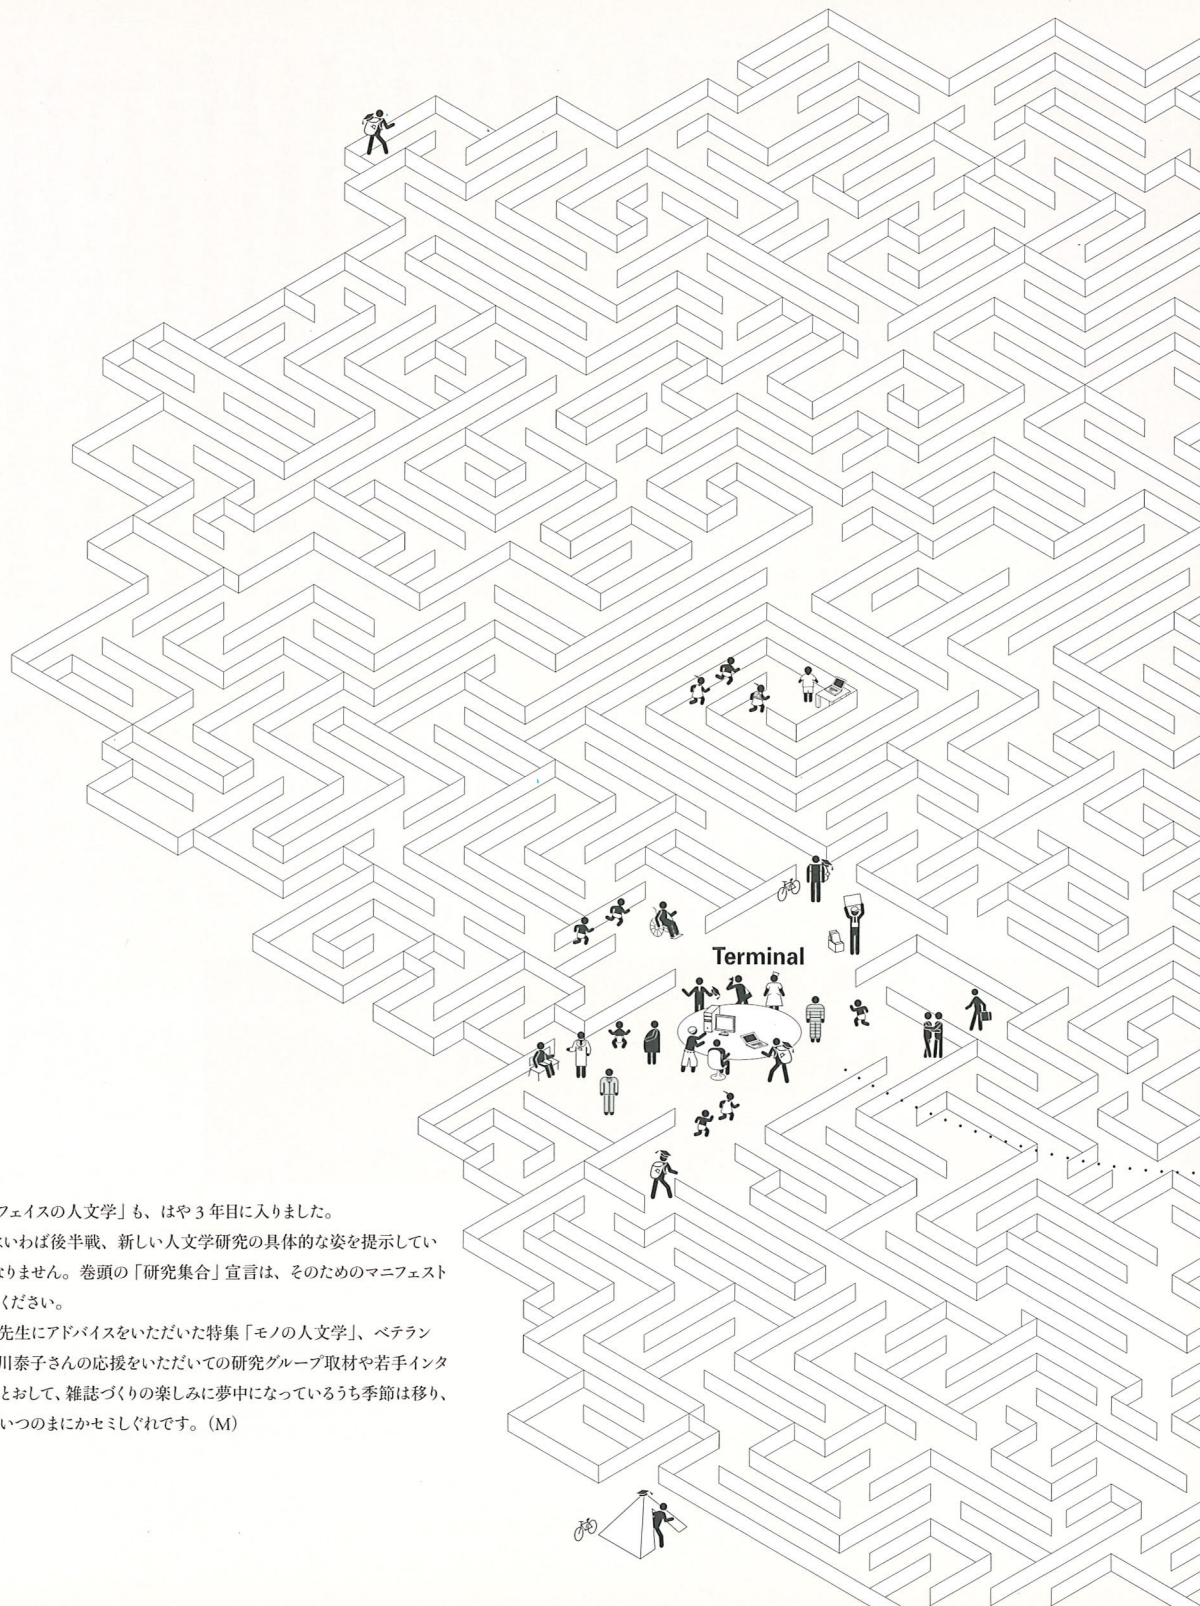 Terminal
フェイスの人文学」も、はや3年目に入りました。
いわば後半戦、新しい人文学研究の具体的な姿を提示してい
なりません。巻頭の「研究集合」宣言は、そのためのマニフェスト
ください。
先生にアドバイスをいただいた特集「モノの人文学」、ベテラン
川泰子さんの応援をいただいての研究グループ取材や若手インタ
とおして、雑誌づくりの楽しみに夢中になっているうち季節は移り、
いつのまにかセミしぐれです。（M）